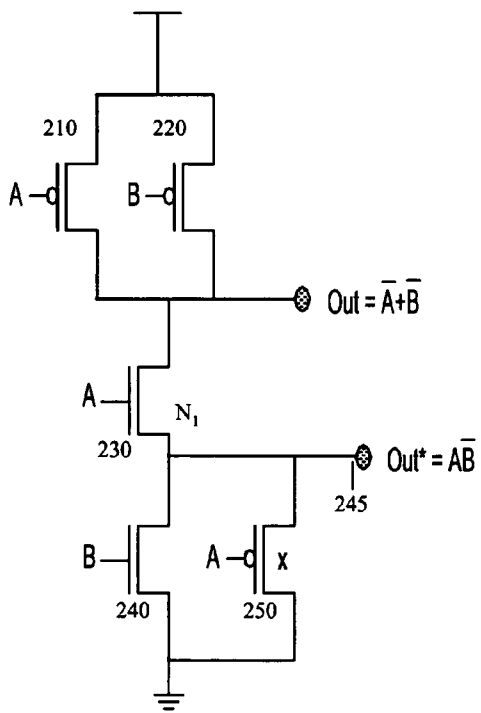 210
220
A
B
Out = A̅+B̅
A
N₁
230
Out* = AB̅
245
B
A
x
240
250